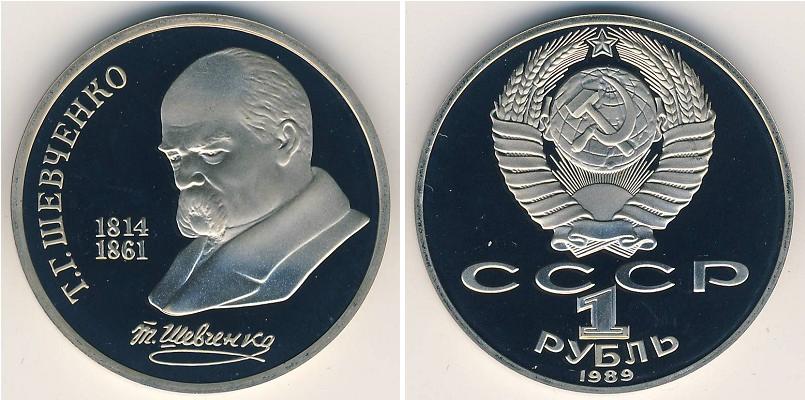 Т.Г. ШЕВЧЕНКО
1814
1861
Т. Шевченко
СССР
1
РУБЛЬ
1989